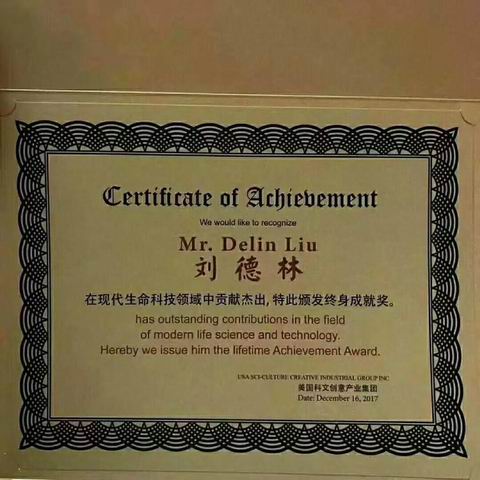 Certificate of Achievement
We would like to recognize
Mr. Delin Liu
刘德林
在现代生命科技领域中贡献杰出,特此颁发终身成就奖。
has outstanding contributions in the field
of modern life science and technology.
Hereby we issue him the lifetime Achievement Award.
USA SCI-CULTURE CREATIVE INDUSTRIAL GROUP INC
美国科文创意产业集团
Date: December 16, 2017